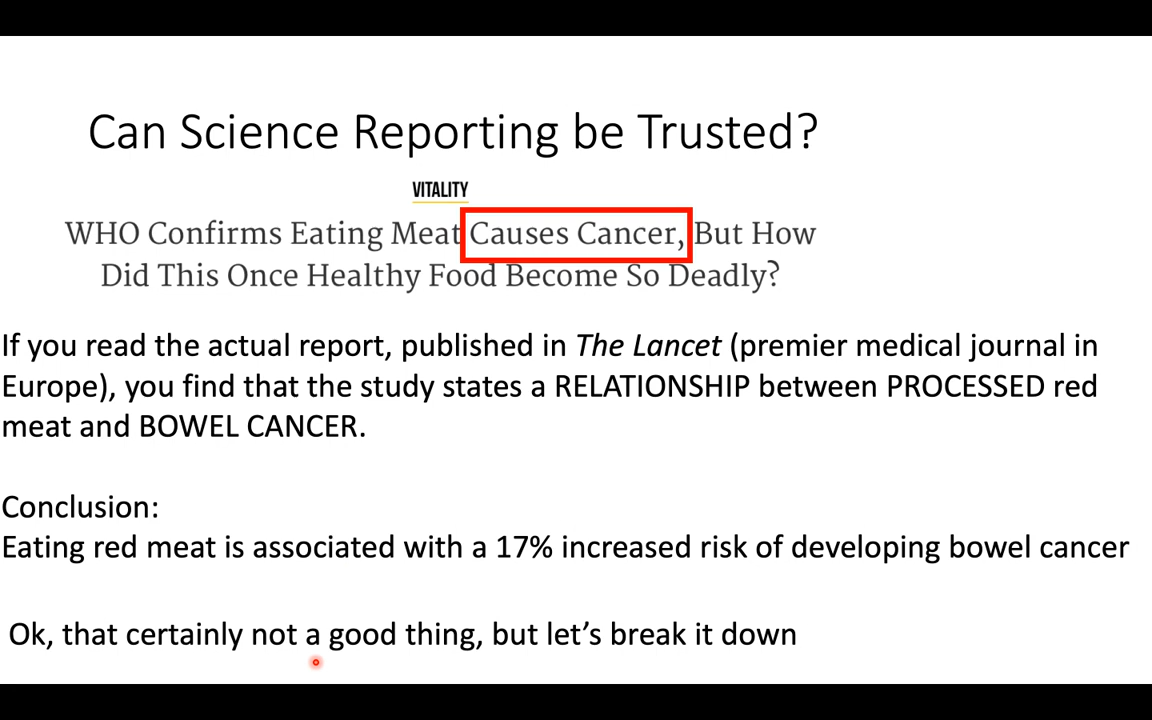 Can Science Reporting be Trusted?
VITALITY
WHO Confirms Eating Meat Causes Cancer, But How
Did This Once Healthy Food Become So Deadly?
If you read the actual report, published in The Lancet (premier medical journal in
Europe), you find that the study states a RELATIONSHIP between PROCESSED red
meat and BOWEL CANCER.
Conclusion:
Eating red meat is associated with a 17% increased risk of developing bowel cancer
Ok, that certainly not a good thing, but let’s break it down